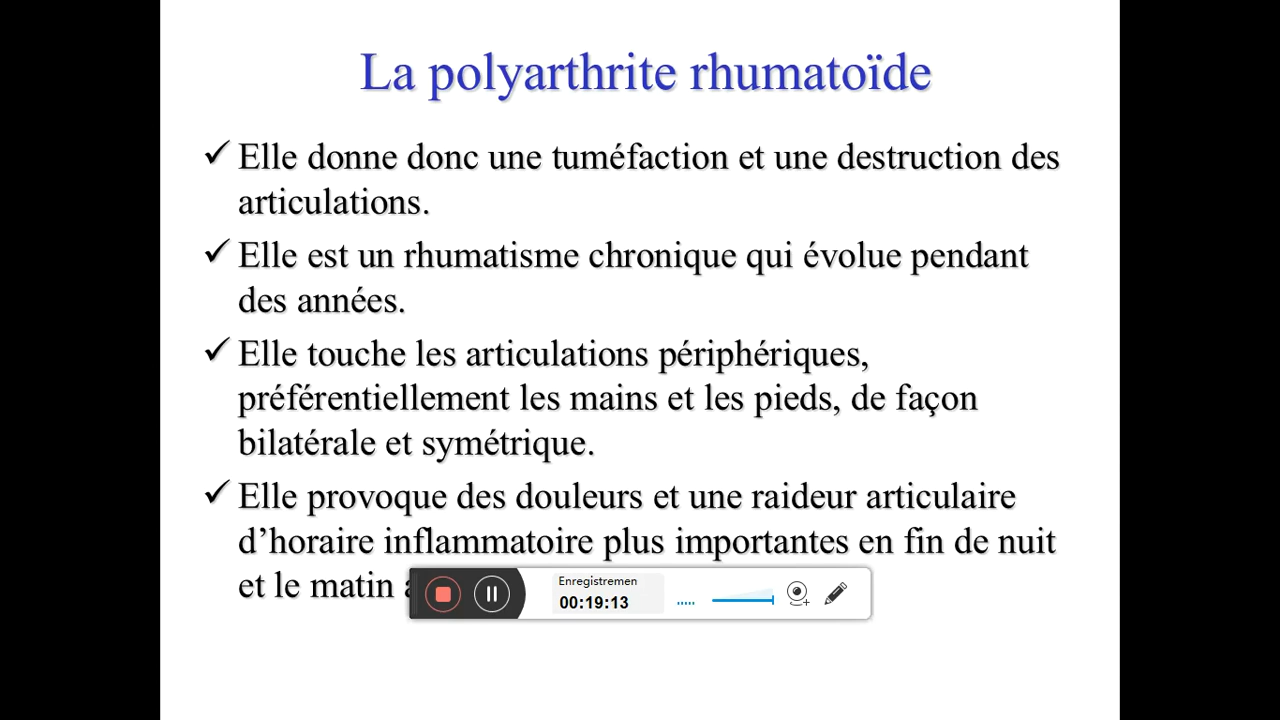 La polyarthrite rhumatoïde
✓ Elle donne donc une tuméfaction et une destruction des
articulations.
✓ Elle est un rhumatisme chronique qui évolue pendant
des années.
✓ Elle touche les articulations périphériques,
préférentiellement les mains et les pieds, de façon
bilatérale et symétrique.
✓ Elle provoque des douleurs et une raideur articulaire
d’horaire inflammatoire plus importantes en fin de nuit
et le matin
Enregistremen
00:19:13